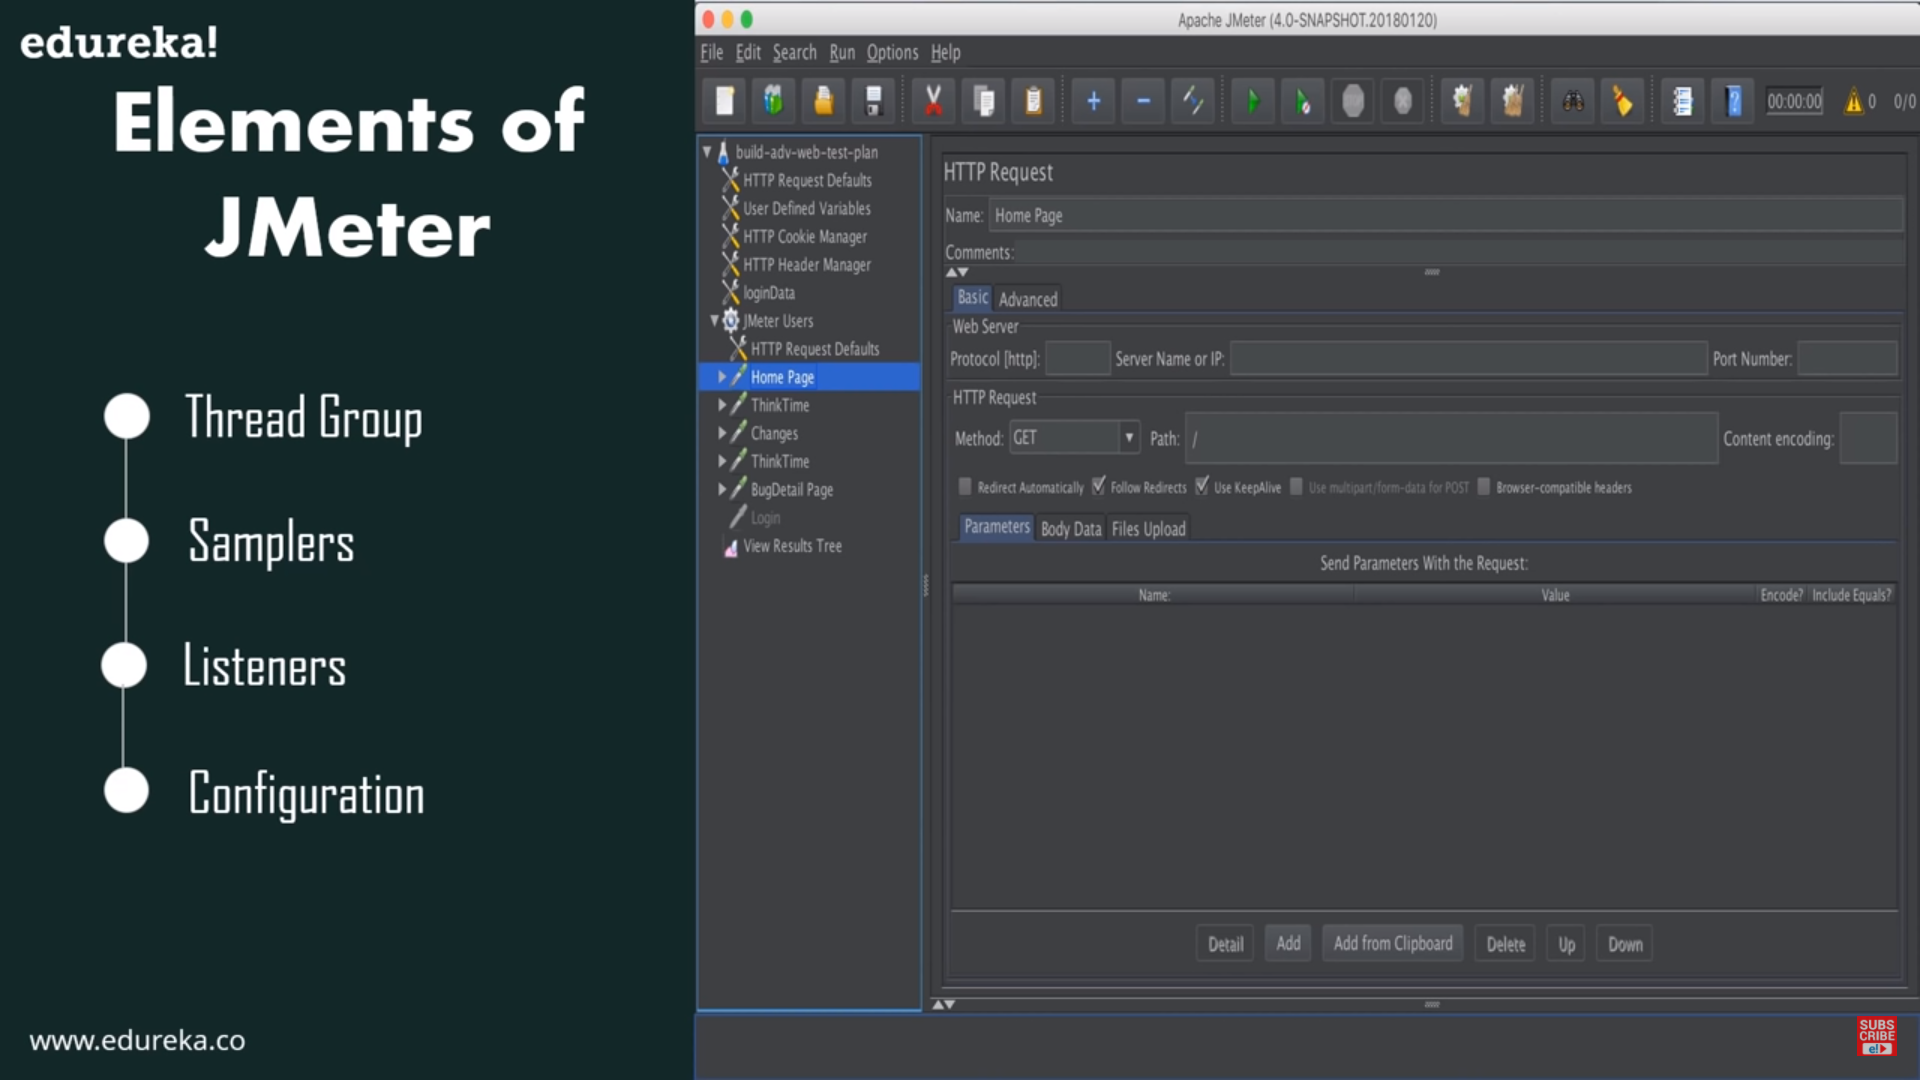 edureka!
Elements of
JMeter
Thread Group
Samplers
Listeners
Configuration
www.edureka.co
Apache JMeter (4.0-SNAPSHOT.20180120)
File Edit Search Run Options Help
00:00:00 0 0/0
build-adv-web-test-plan
HTTP Request Defaults
User Defined Variables
HTTP Cookie Manager
HTTP Header Manager
loginData
JMeter Users
HTTP Request Defaults
Home Page
ThinkTime
Changes
ThinkTime
BugDetail Page
Login
View Results Tree
HTTP Request
Name: Home Page
Comments:
Basic Advanced
Web Server
Protocol [http]: Server Name or IP: Port Number:
HTTP Request
Method: GET Path: / Content encoding:
Redirect Automatically Follow Redirects Use KeepAlive Use multipart/form-data for POST Browser-compatible headers
Parameters Body Data Files Upload
Send Parameters With the Request:
Name: Value Encode? Include Equals?
Detail Add Add from Clipboard Delete Up Down
SUBS
CRIBE
e!